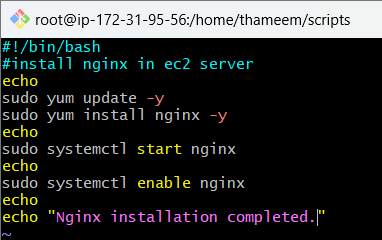 root@ip-172-31-95-56:/home/thameem/scripts
#!/bin/bash
#install nginx in ec2 server
echo
sudo yum update -y
sudo yum install nginx -y
echo
sudo systemctl start nginx
echo
sudo systemctl enable nginx
echo
echo "Nginx installation completed."
~